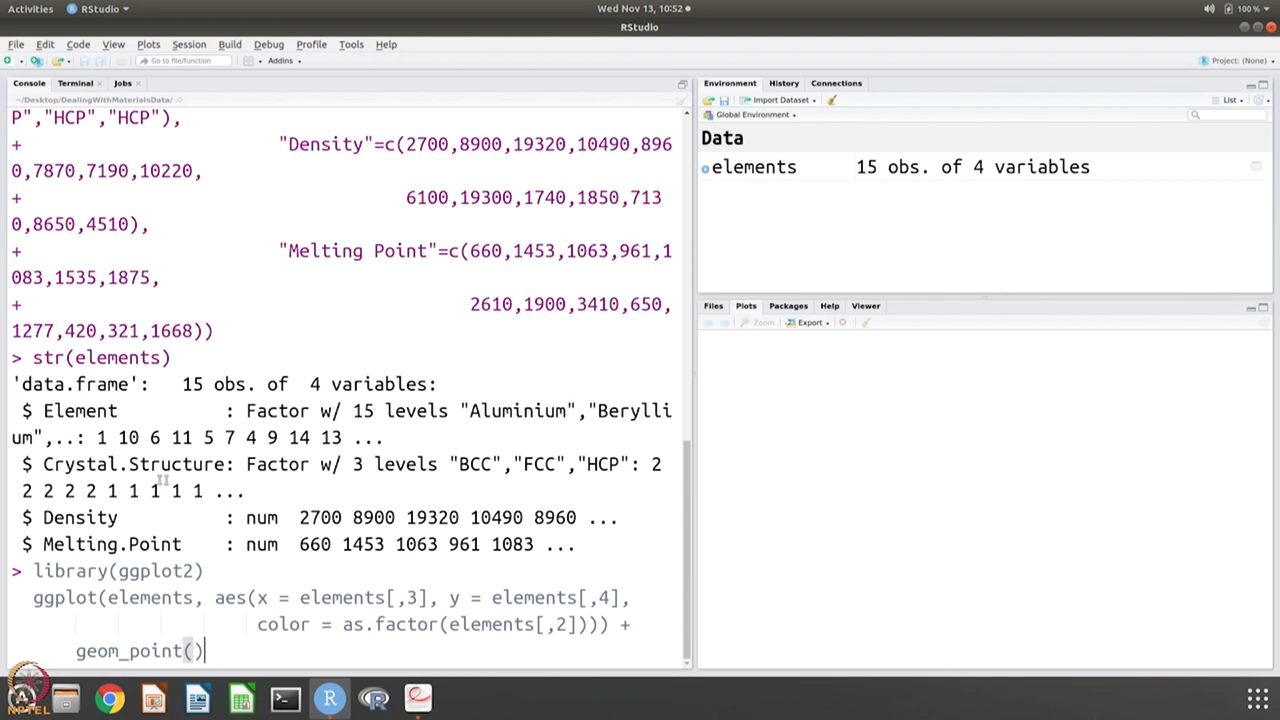 Activities RStudio Wed Nov 13, 10:52 100 %
RStudio
File Edit Code View Plots Session Build Debug Profile Tools Help
Go to file/function Addins Project: (None)
Console Terminal Jobs
~/Desktop/DealingWithMaterialsData/
P","HCP","HCP"),
+ "Density"=c(2700,8900,19320,10490,896
0,7870,7190,10220,
+ 6100,19300,1740,1850,713
0,8650,4510),
+ "Melting Point"=c(660,1453,1063,961,1
083,1535,1875,
+ 2610,1900,3410,650,
1277,420,321,1668))
> str(elements)
'data.frame': 15 obs. of 4 variables:
$ Element : Factor w/ 15 levels "Aluminium","Berylli
um",..: 1 10 6 11 5 7 4 9 14 13 ...
$ Crystal.Structure: Factor w/ 3 levels "BCC","FCC","HCP": 2
2 2 2 2 1 1 1 1 1 ...
$ Density : num 2700 8900 19320 10490 8960 ...
$ Melting.Point : num 660 1453 1063 961 1083 ...
> library(ggplot2)
ggplot(elements, aes(x = elements[,3], y = elements[,4],
color = as.factor(elements[,2]))) +
geom_point()
Environment History Connections
Import Dataset List
Global Environment
Data
elements 15 obs. of 4 variables
Files Plots Packages Help Viewer
Zoom Export
NPTEL